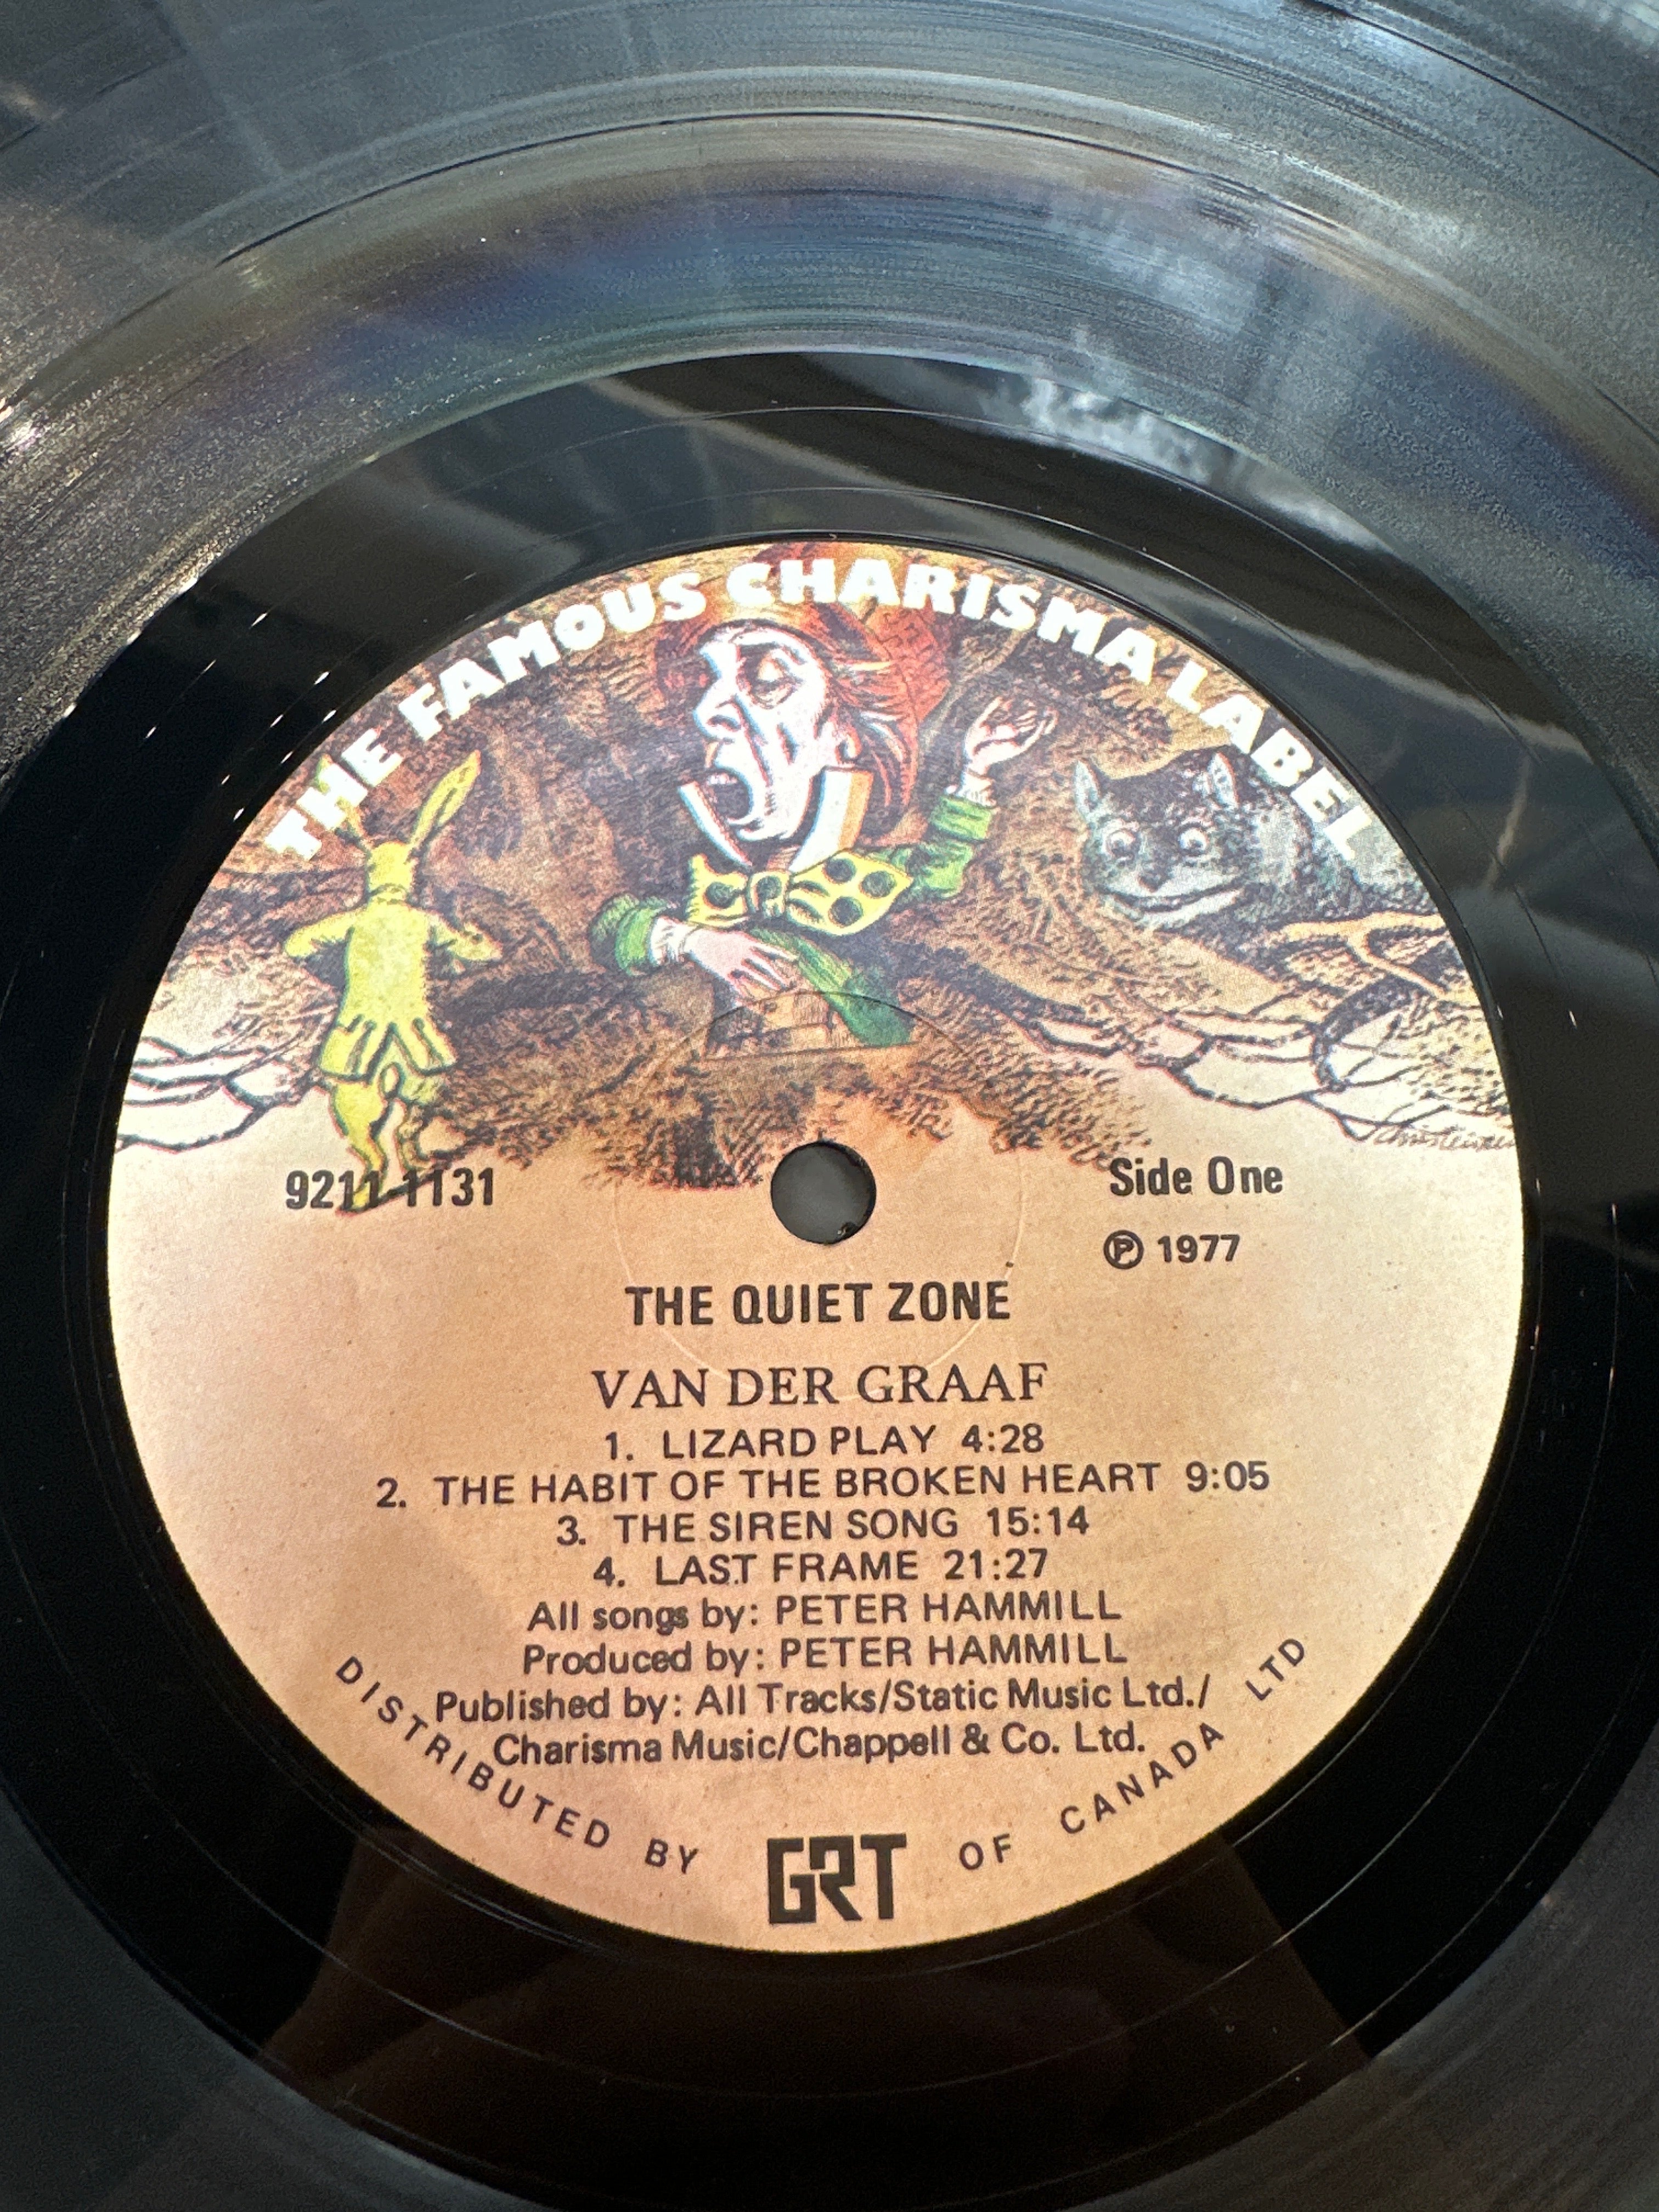 THE FAMOUS CHARISMA LABEL
9211-1131
Side One
℗ 1977
THE QUIET ZONE
VAN DER GRAAF
1. LIZARD PLAY 4:28
2. THE HABIT OF THE BROKEN HEART 9:05
3. THE SIREN SONG 15:14
4. LAST FRAME 21:27
All songs by: PETER HAMMILL
Produced by: PETER HAMMILL
Published by: All Tracks/Static Music Ltd./
Charisma Music/Chappell & Co. Ltd.
DISTRIBUTED BY GRT OF CANADA LTD